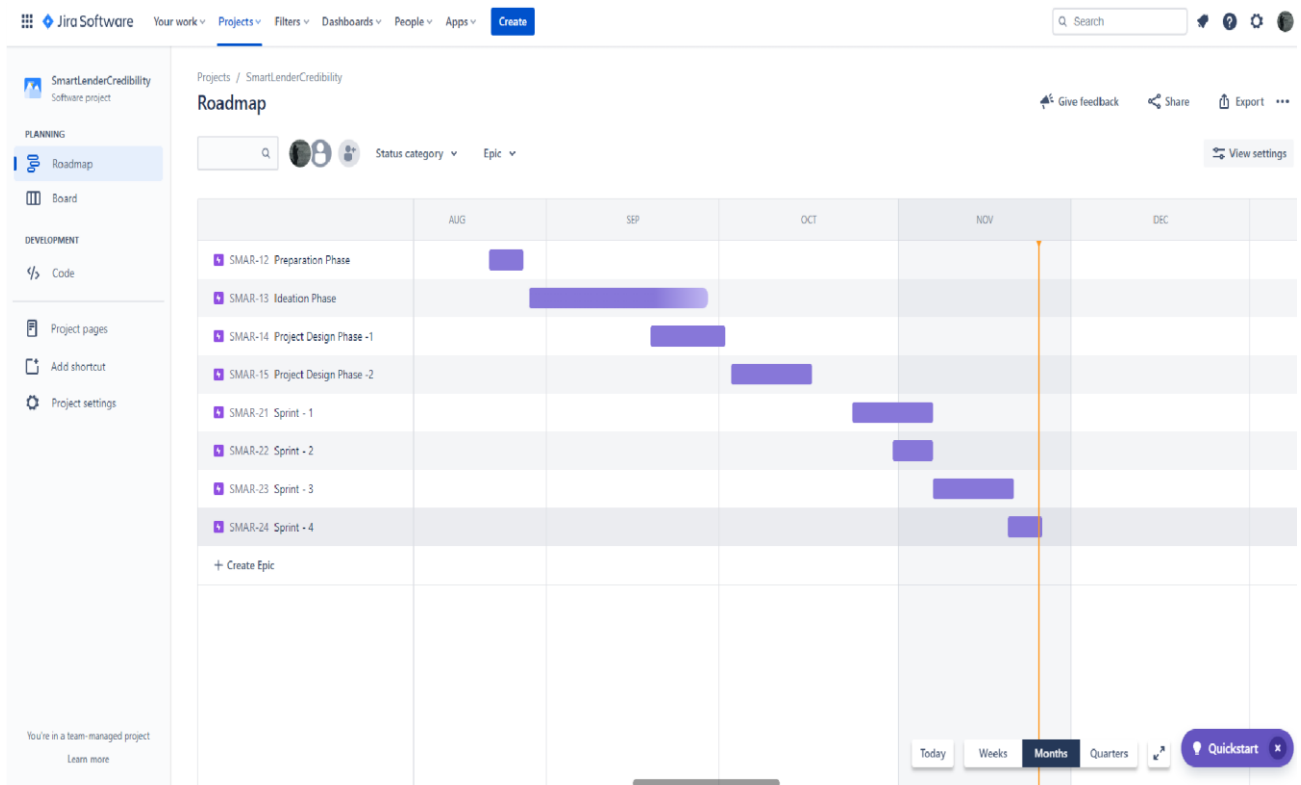 Jira Software Your work Projects Filters Dashboards People Apps Create Search
SmartLenderCredibility
Software project
PLANNING
Roadmap
Board
DEVELOPMENT
Code
Project pages
Add shortcut
Project settings
You're in a team-managed project
Learn more
Projects / SmartLenderCredibility
Roadmap
Give feedback Share Export
Status category Epic View settings
AUG SEP OCT NOV DEC
SMAR-12 Preparation Phase
SMAR-13 Ideation Phase
SMAR-14 Project Design Phase -1
SMAR-15 Project Design Phase -2
SMAR-21 Sprint - 1
SMAR-22 Sprint - 2
SMAR-23 Sprint - 3
SMAR-24 Sprint - 4
+ Create Epic
Today Weeks Months Quarters Quickstart